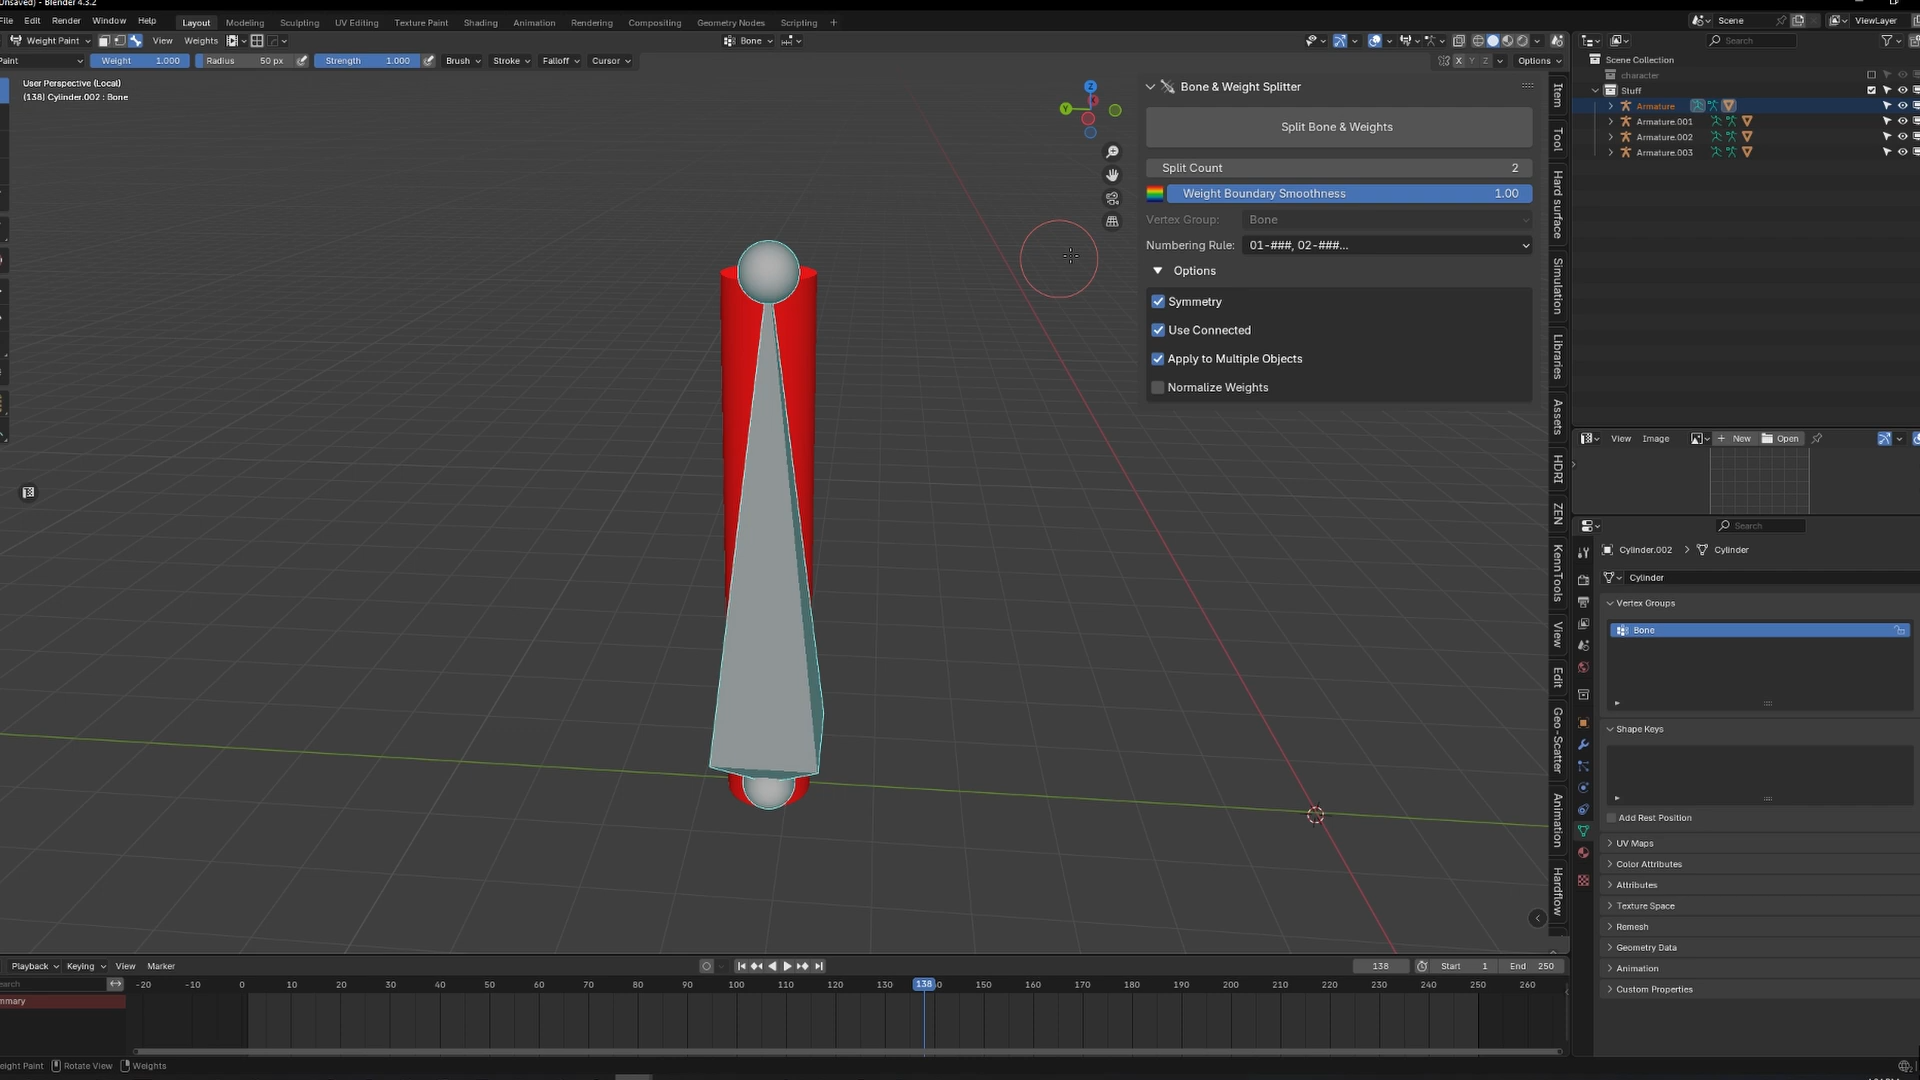 Unsaved) - Blender 4.3.2
File Edit Render Window Help Layout Modeling Sculpting UV Editing Texture Paint Shading Animation Rendering Compositing Geometry Nodes Scripting + Scene ViewLayer
Weight Paint View Weights Bone Search
Paint Weight 1.000 Radius 50 px Strength 1.000 Brush Stroke Falloff Cursor X Y Z Options
User Perspective (Local)
(138) Cylinder.002 : Bone
Z
Y
Bone & Weight Splitter
Split Bone & Weights
Split Count 2
Weight Boundary Smoothness 1.00
Vertex Group: Bone
Numbering Rule: 01-###, 02-###...
Options
Symmetry
Use Connected
Apply to Multiple Objects
Normalize Weights
Item
Tool
Hard surface
Simulation
Libraries
Assets
HDRI
ZEN
KennTools
View
Edit
Geo-Scatter
Animation
Hardflow
Scene Collection
character
Stuff
Armature
Armature.001
Armature.002
Armature.003
View Image New Open
Search
Cylinder.002 > Cylinder
Cylinder
Vertex Groups
Bone
Shape Keys
Add Rest Position
UV Maps
Color Attributes
Attributes
Texture Space
Remesh
Geometry Data
Animation
Custom Properties
Playback Keying View Marker 138 Start 1 End 250
earch -20 -10 0 10 20 30 40 50 60 70 80 90 100 110 120 130 138 150 160 170 180 190 200 210 220 230 240 250 260
mmary
eight Paint Rotate View Weights